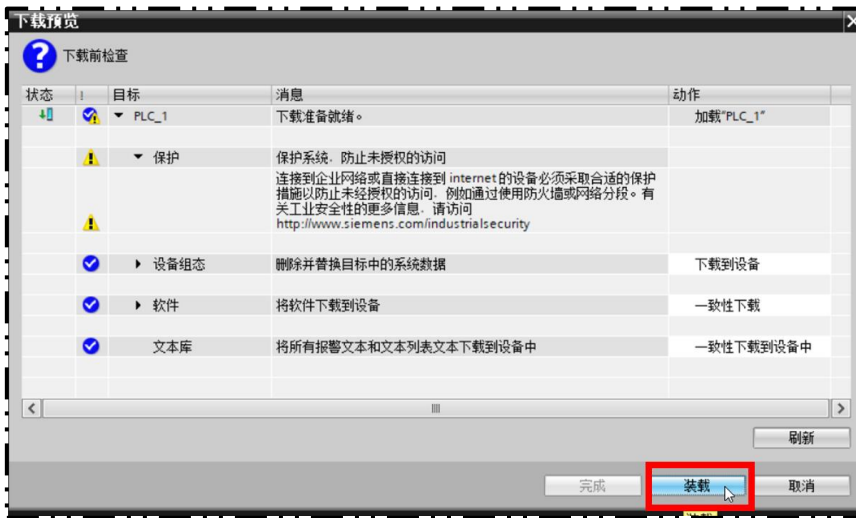 下载预览
下载前检查
状态 ! 目标 消息 动作
PLC_1 下载准备就绪。 加载"PLC_1"
保护 保护系统，防止未授权的访问
连接到企业网络或直接连接到 internet 的设备必须采取合适的保护
措施以防止未经授权的访问，例如通过使用防火墙或网络分段。有
关工业安全性的更多信息，请访问
http://www.siemens.com/industrialsecurity
设备组态 删除并替换目标中的系统数据 下载到设备
软件 将软件下载到设备 一致性下载
文本库 将所有报警文本和文本列表文本下载到设备中 一致性下载到设备中
刷新
完成 装载 取消